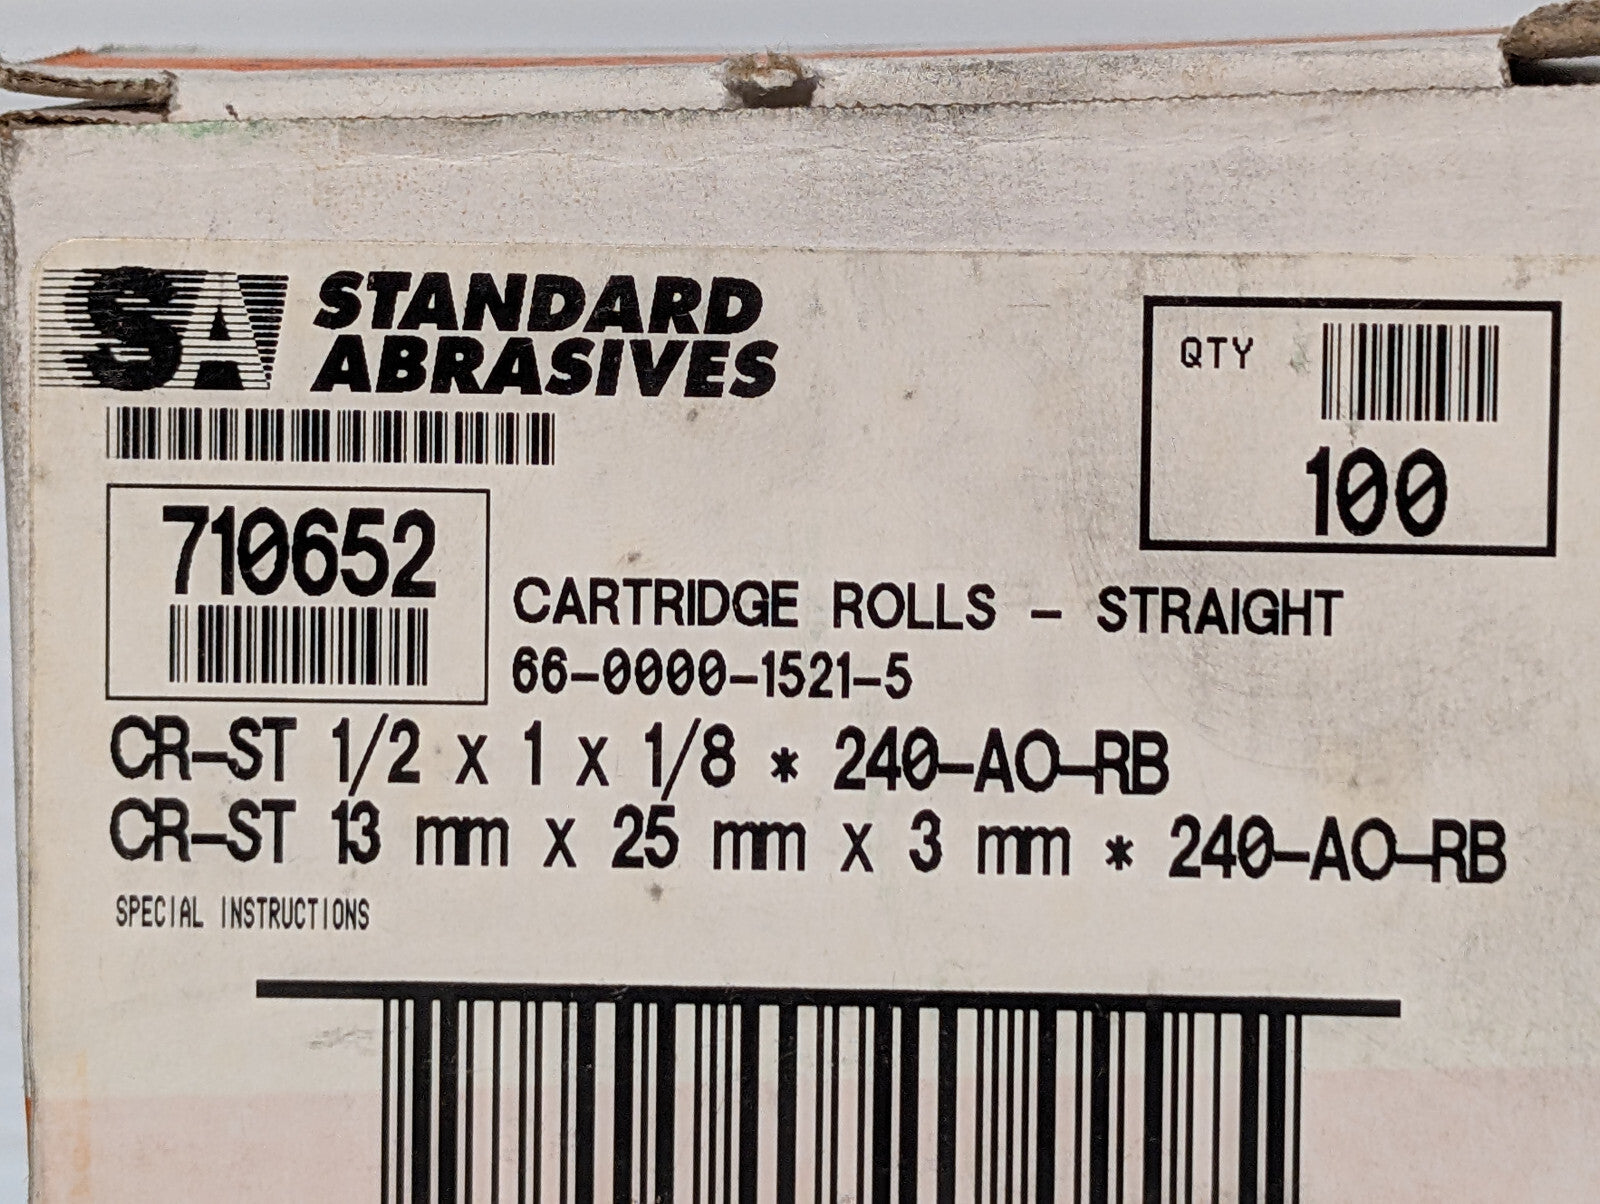 SA STANDARD
ABRASIVES
QTY
100
710652
CARTRIDGE ROLLS - STRAIGHT
66-0000-1521-5
CR-ST 1/2 x 1 x 1/8 * 240-AO-RB
CR-ST 13 mm x 25 mm x 3 mm * 240-AO-RB
SPECIAL INSTRUCTIONS